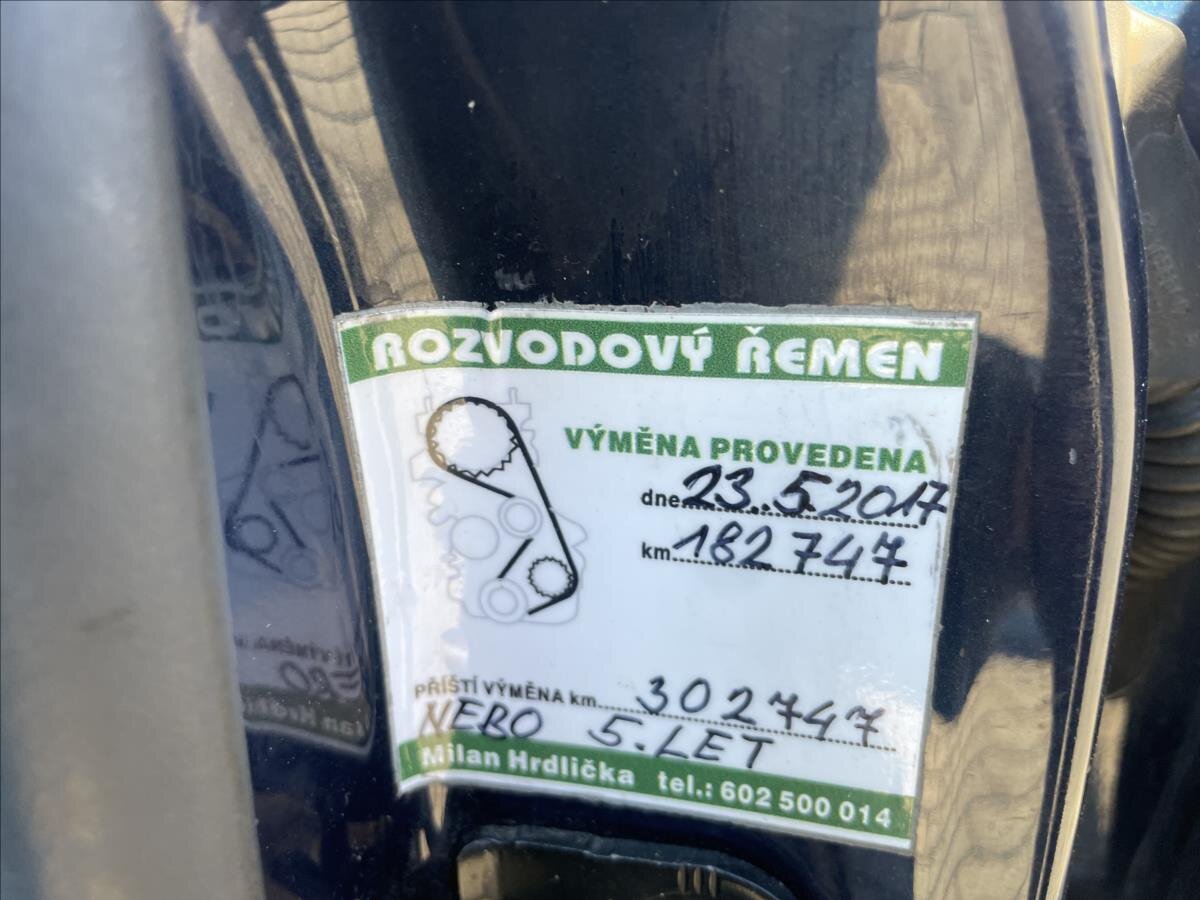 ROZVODOVÝ ŘEMEN
VÝMĚNA PROVEDENA
dne 23.5.2017
km 182747
PŘÍŠTÍ VÝMĚNA km 302747
NEBO 5. LET
Milan Hrdlička tel.: 602 500 014